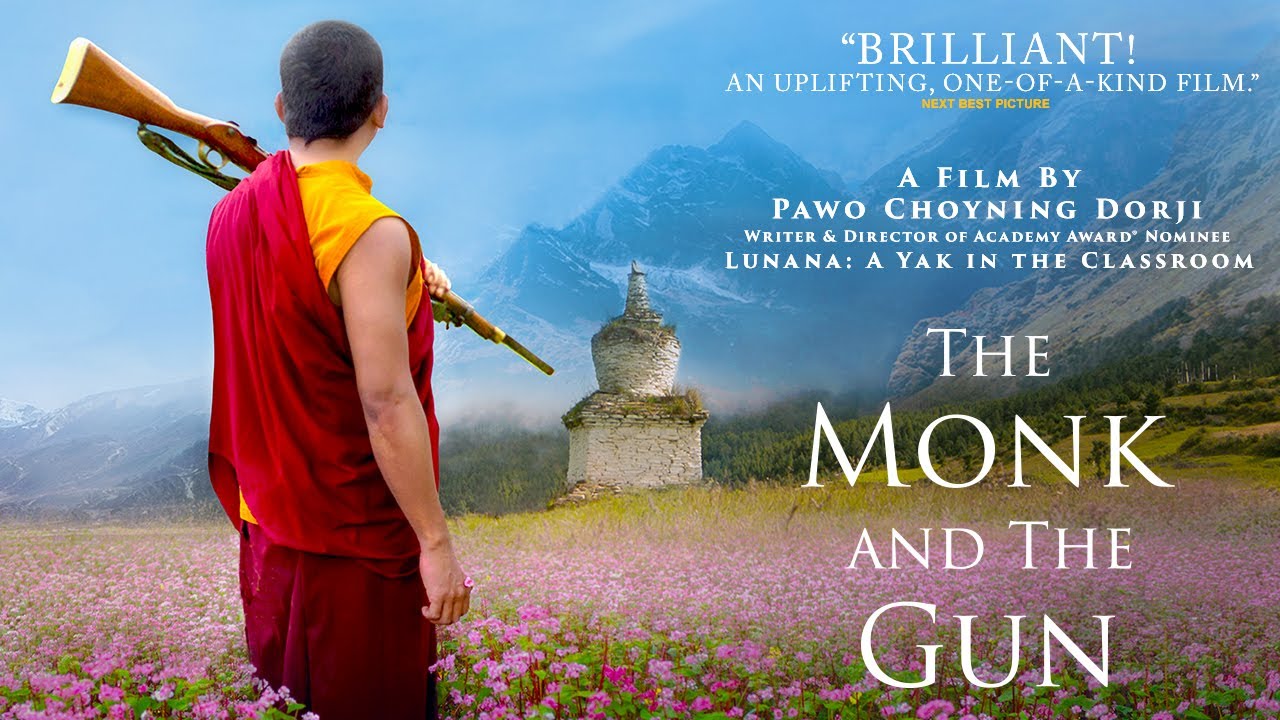 “BRILLIANT!
AN UPLIFTING, ONE-OF-A-KIND FILM.”
NEXT BEST PICTURE
A FILM BY
PAWO CHOYNING DORJI
WRITER & DIRECTOR OF ACADEMY AWARD® NOMINEE
LUNANA: A YAK IN THE CLASSROOM
THE
MONK
AND THE
GUN